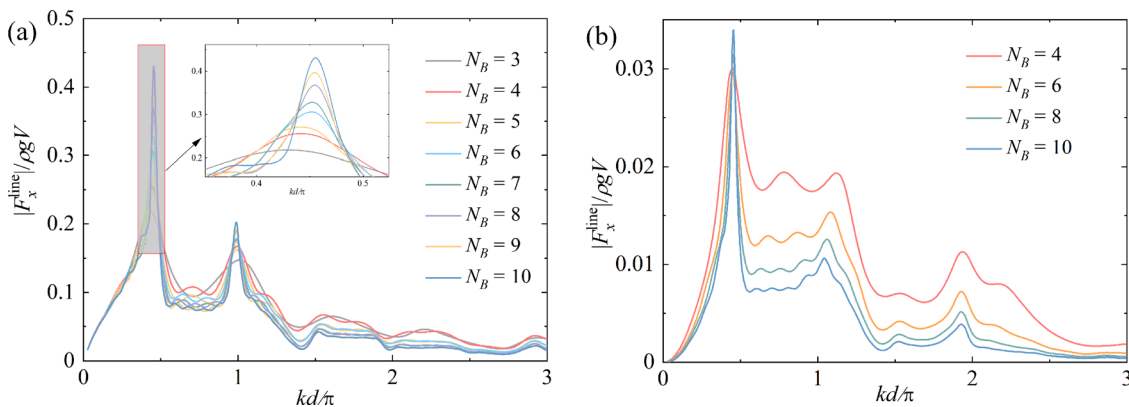 (a)
|F_x^line|/ρgV
0.5
0.4
0.3
0.2
0.1
0
0
1
2
3
kd/π
0.4
0.3
0.2
0.4
0.5
kd/π
N_B = 3
N_B = 4
N_B = 5
N_B = 6
N_B = 7
N_B = 8
N_B = 9
N_B = 10
(b)
|F_x^line|/ρgV
0.03
0.02
0.01
0
0
1
2
3
kd/π
N_B = 4
N_B = 6
N_B = 8
N_B = 10